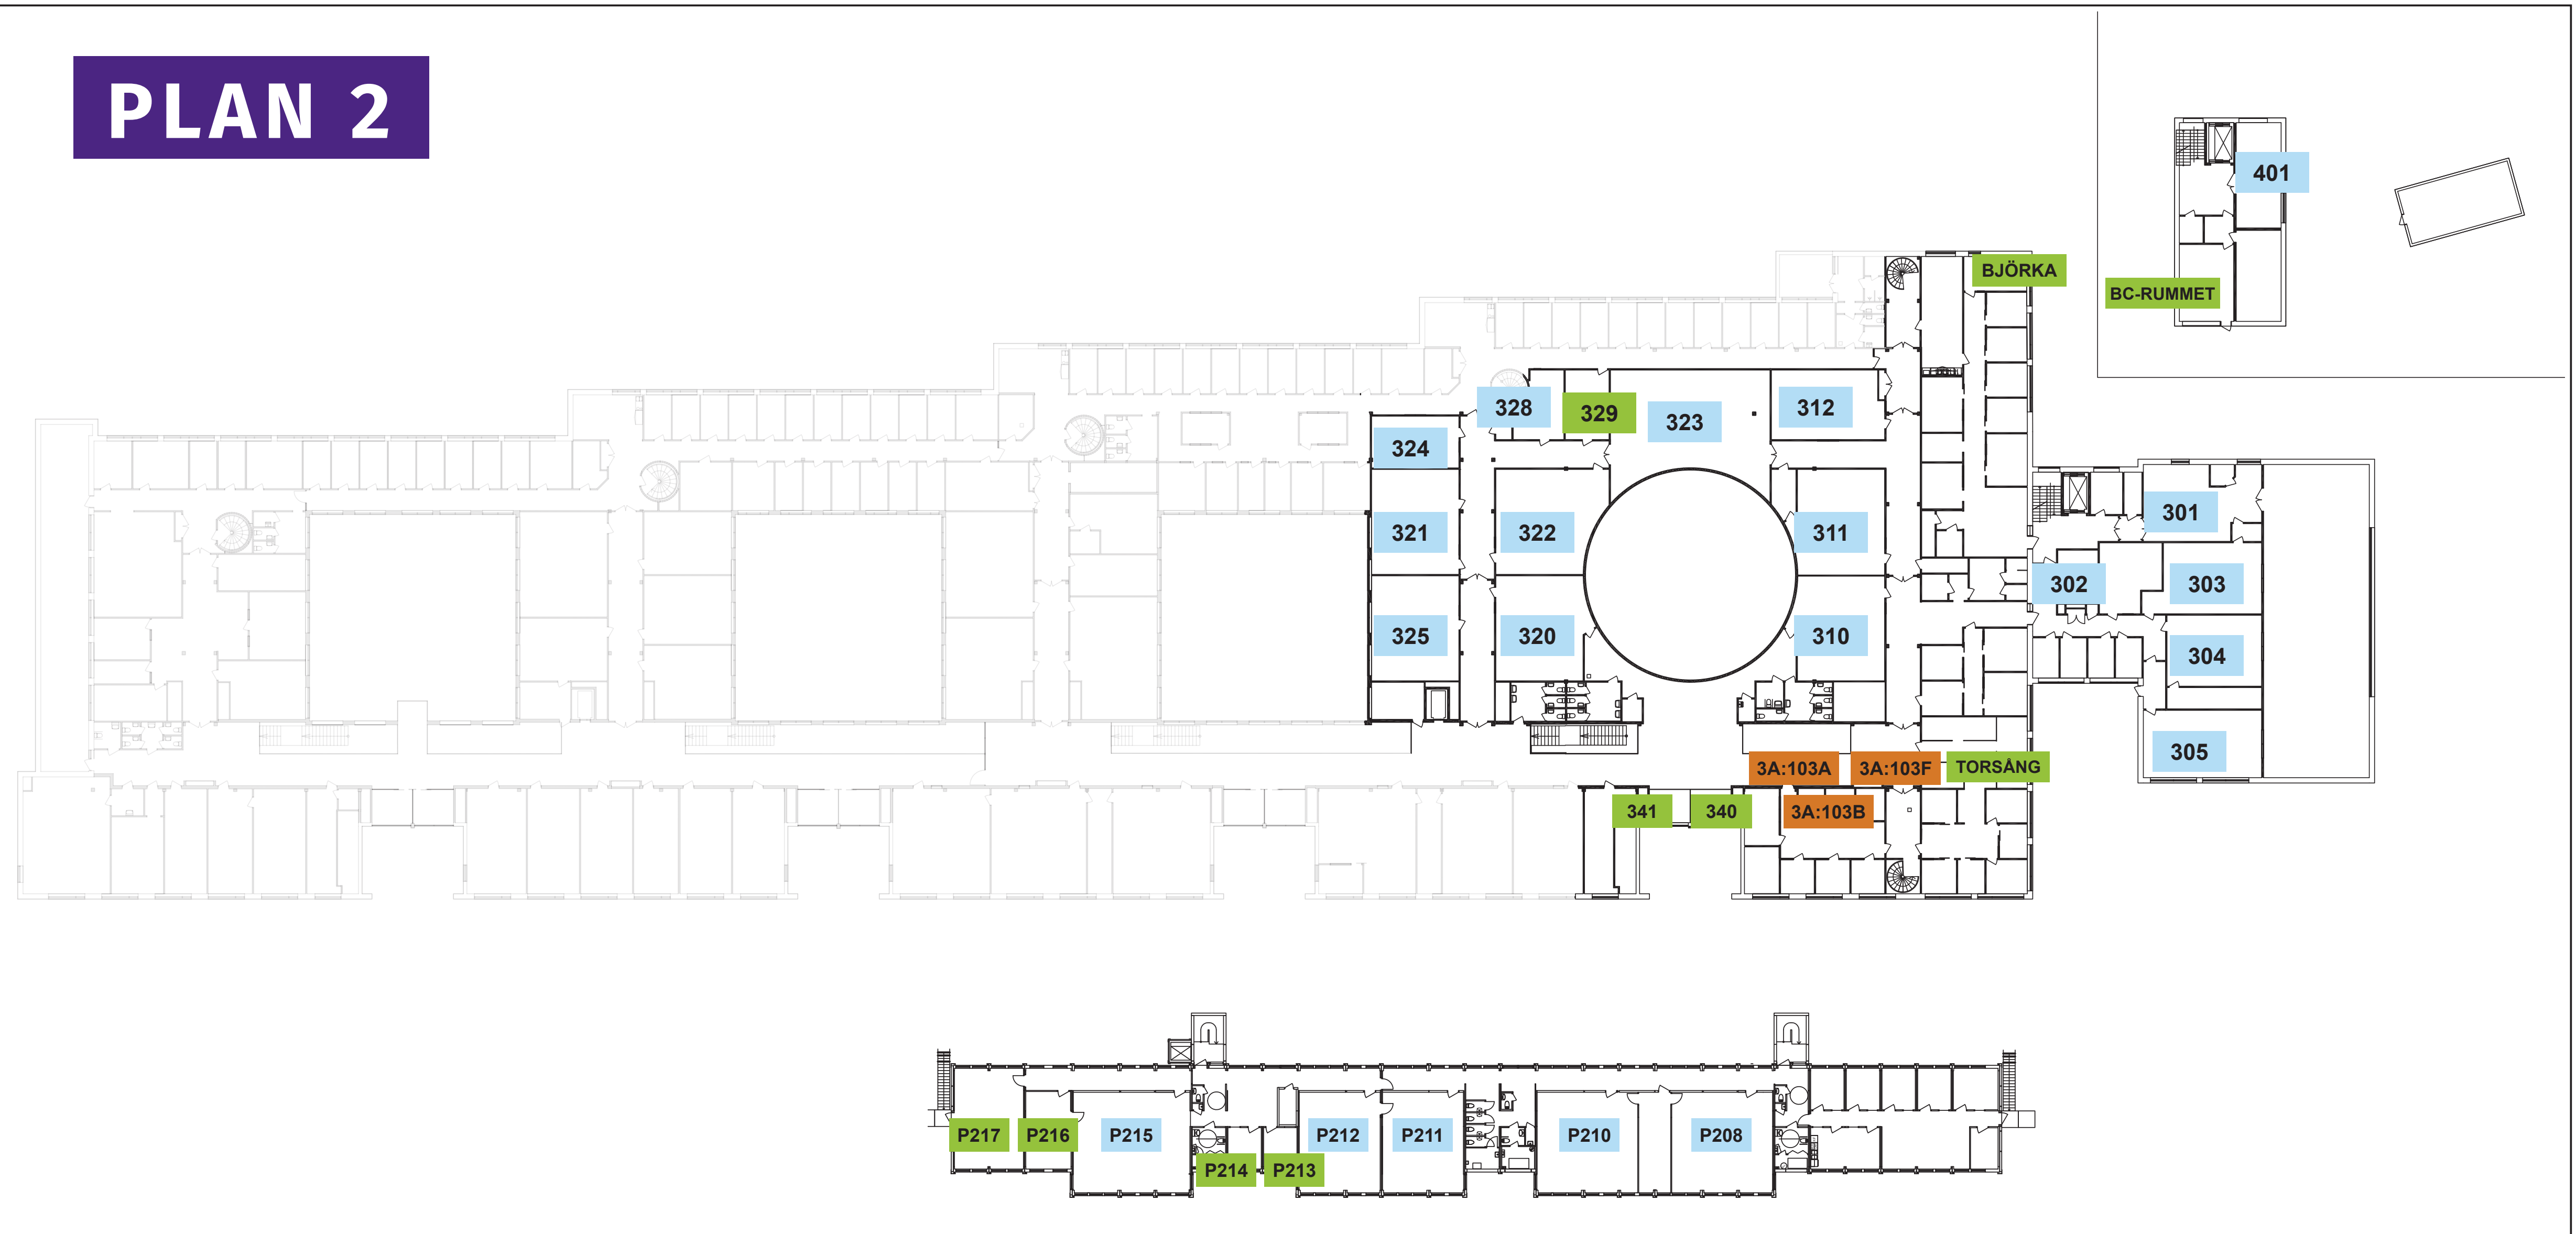 PLAN 2
401
BJÖRKA
BC-RUMMET
328
329
323
312
324
301
321
322
311
302
303
325
320
310
304
305
3A:103A
3A:103F
TORSÅNG
341
340
3A:103B
P217
P216
P215
P212
P211
P210
P208
P214
P213